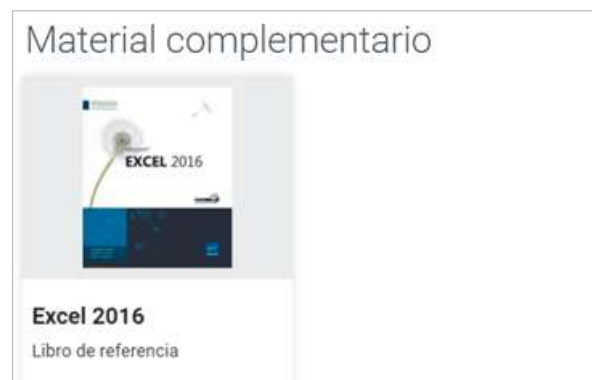 Material complementario
EXCEL 2016
Excel 2016
Libro de referencia